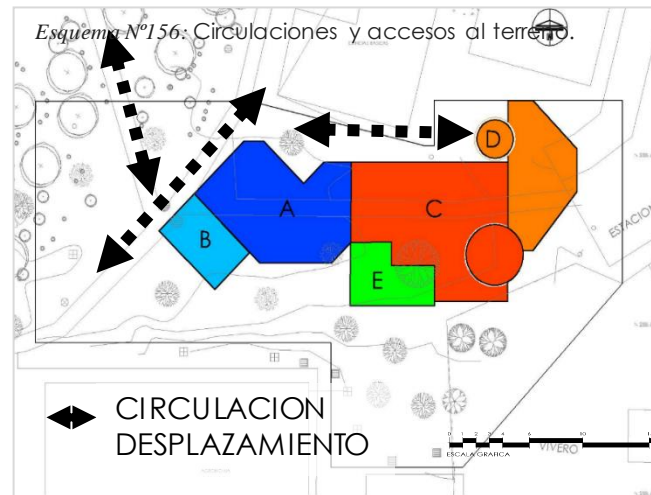 Esquema Nº156: Circulaciones y accesos al terreno.
D
A
C
B
E
ESTACION
CIRCULACION
DESPLAZAMIENTO
ESCALA GRAFICA
VIVERO